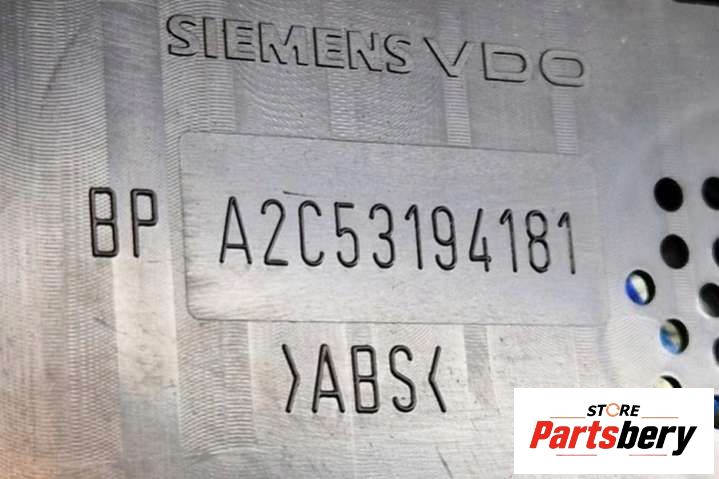 SIEMENS VDO
BP A2C53194181
>ABS<
STORE
Partsbery